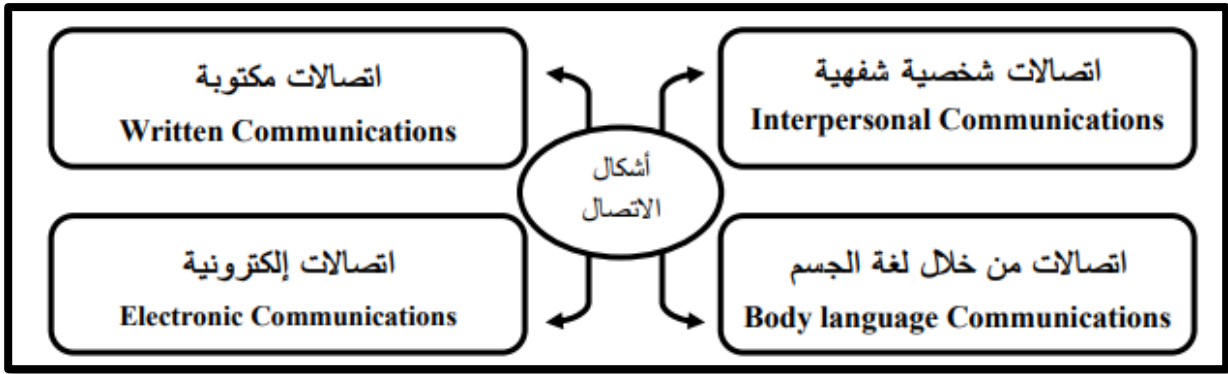 اتصالات شخصية شفهية
Interpersonal Communications
اتصالات مكتوبة
Written Communications
أشكال
الاتصال
اتصالات من خلال لغة الجسم
Body language Communications
اتصالات إلكترونية
Electronic Communications